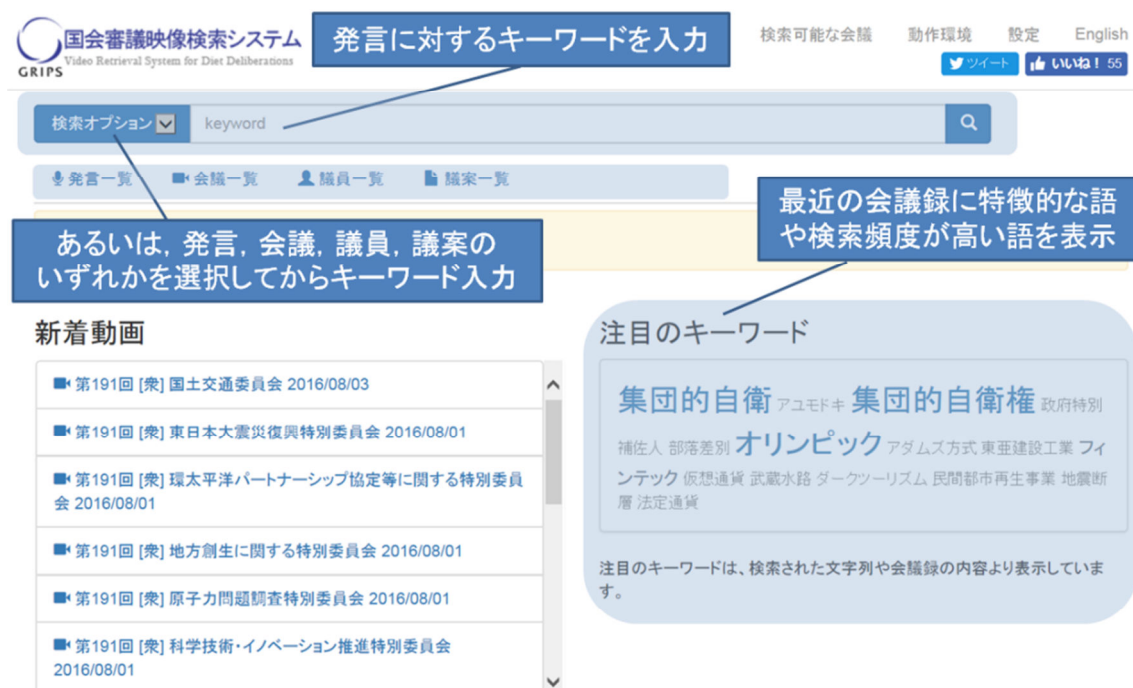 国会審議映像検索システム
Video Retrieval System for Diet Deliberations
GRIPS
発言に対するキーワードを入力
検索可能な会議 動作環境 設定 English
ツイート いいね! 55
検索オプション keyword
発言一覧 会議一覧 議員一覧 議案一覧
あるいは，発言，会議，議員，議案の
いずれかを選択してからキーワード入力
最近の会議録に特徴的な語
や検索頻度が高い語を表示
新着動画
第191回 [衆] 国土交通委員会 2016/08/03
第191回 [衆] 東日本大震災復興特別委員会 2016/08/01
第191回 [衆] 環太平洋パートナーシップ協定等に関する特別委員
会 2016/08/01
第191回 [衆] 地方創生に関する特別委員会 2016/08/01
第191回 [衆] 原子力問題調査特別委員会 2016/08/01
第191回 [衆] 科学技術・イノベーション推進特別委員会
2016/08/01
注目のキーワード
集団的自衛 アユモドキ 集団的自衛権 政府特別
補佐人 部落差別 オリンピック アダムズ方式 東亜建設工業 フィ
ンテック 仮想通貨 武蔵水路 ダークツーリズム 民間都市再生事業 地震断
層 法定通貨
注目のキーワードは、検索された文字列や会議録の内容より表示していま
す。